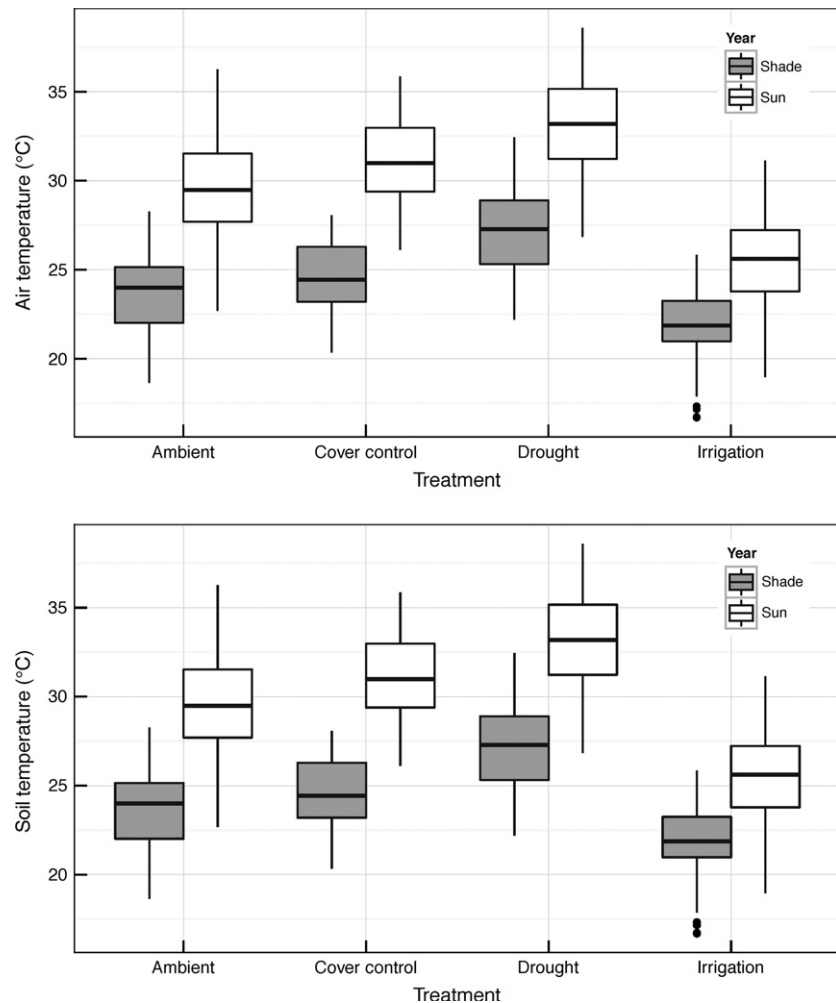 Year
Shade
Sun
35
30
25
20
Air temperature (°C)
Ambient
Cover control
Drought
Irrigation
Treatment
Year
Shade
Sun
35
30
25
20
Soil temperature (°C)
Ambient
Cover control
Drought
Irrigation
Treatment